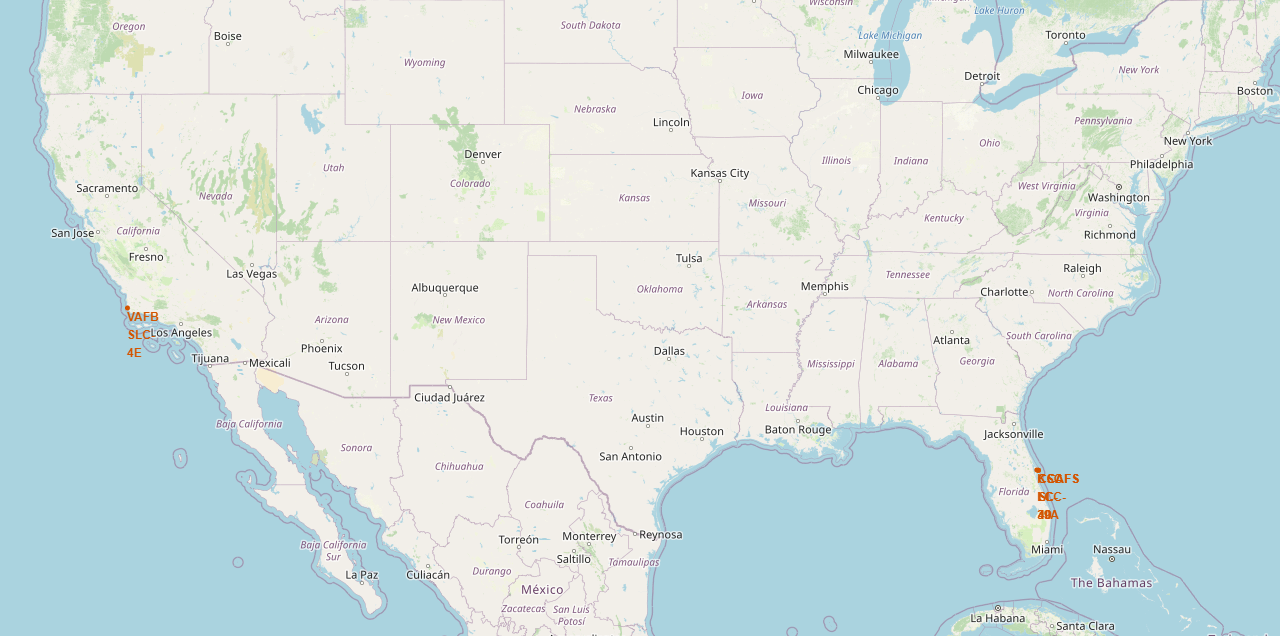 Wisconsin
Lake Huron
Oregon
South Dakota
Boise
Lake Michigan
Toronto
Milwaukee
Wyoming
New York
Detroit
Chicago
Boston
Iowa
Nebraska
Lincoln
Pennsylvania
Ohio
New York
Denver
Illinois
Indiana
Philadelphia
Utah
Kansas City
Colorado
Sacramento
West Virginia
Washington
Nevada
Kansas
Missouri
Virginia
Kentucky
San Jose
California
Richmond
Fresno
Tulsa
Raleigh
Las Vegas
Tennessee
Albuquerque
Oklahoma
Memphis
Charlotte
North Carolina
Arkansas
VAFB
SLC-
4E
Los Angeles
Arizona
New Mexico
South Carolina
Atlanta
Phoenix
Dallas
Tijuana
Mexicali
Tucson
Mississippi
Alabama
Georgia
Ciudad Juárez
Texas
Louisiana
Baja California
Austin
Houston
Baton Rouge
Jacksonville
Sonora
San Antonio
Chihuahua
Florida
Coahuila
Torreón
Monterrey
Reynosa
Baja California
Sur
Saltillo
Tamaulipas
Miami
Nassau
La Paz
Culiacán
Durango
The Bahamas
México
Zacatecas
San Luis
Potosí
La Habana
Santa Clara